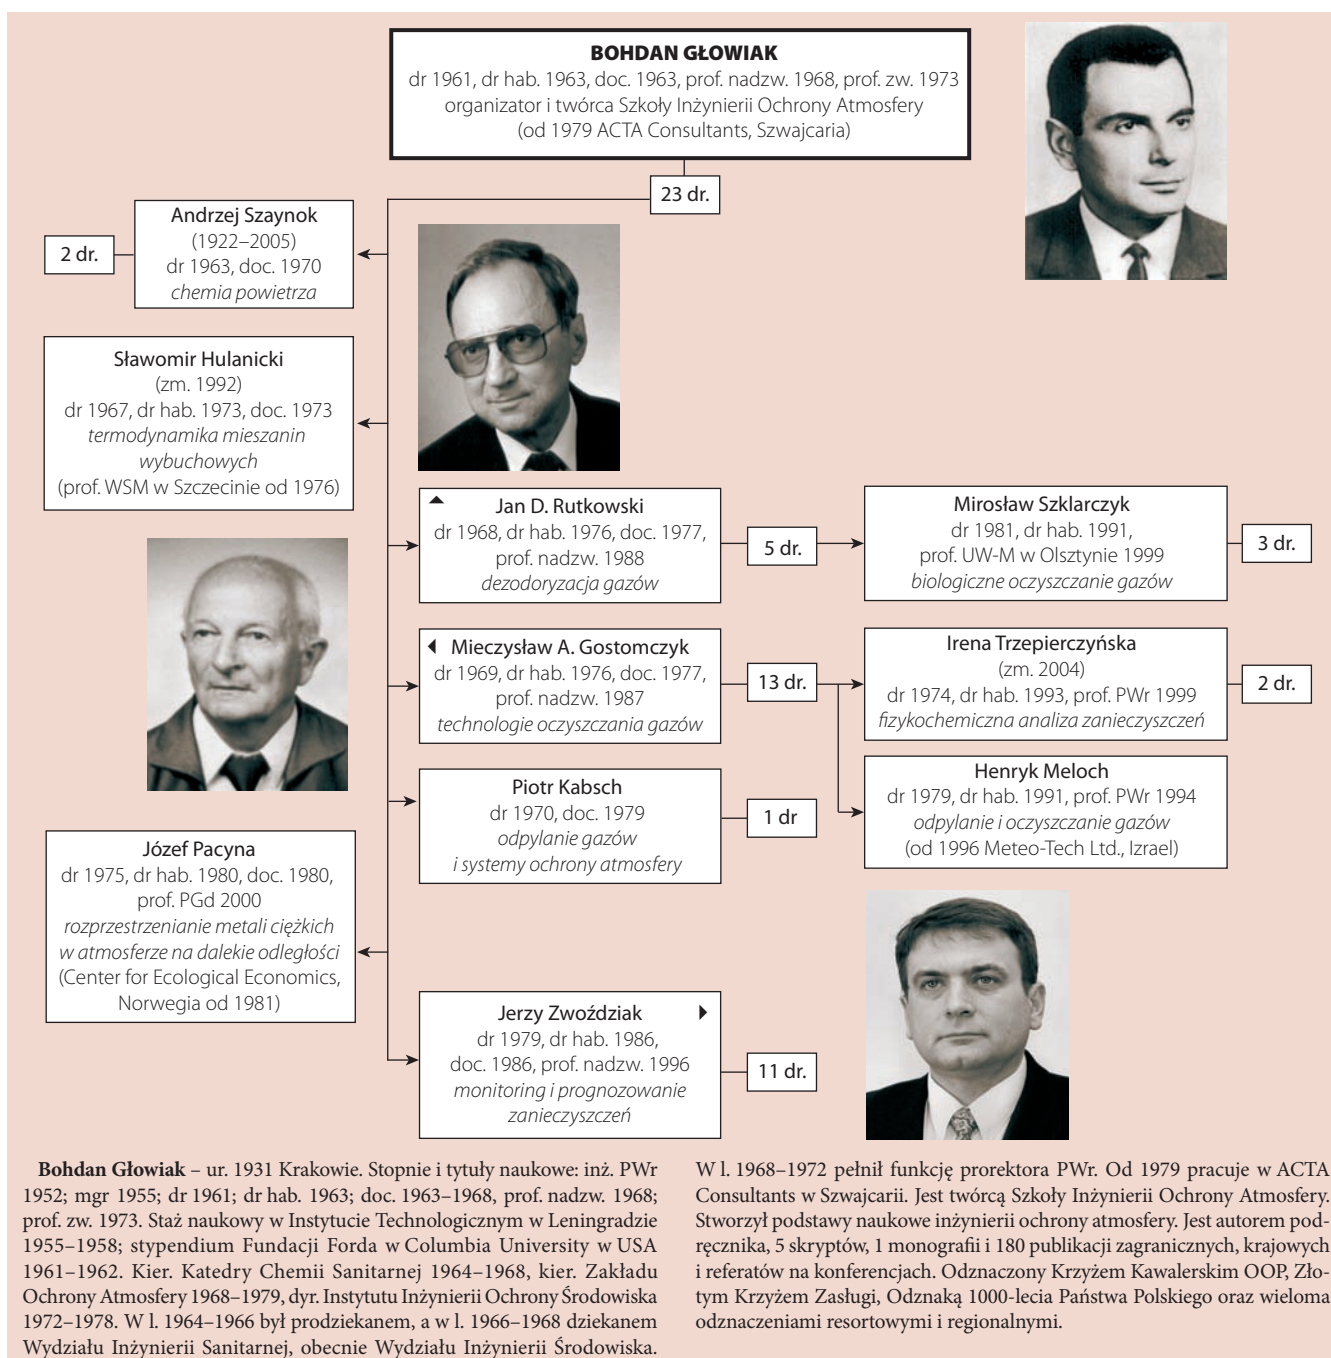 BOHDAN GŁOWIAK
dr 1961, dr hab. 1963, doc. 1963, prof. nadzw. 1968, prof. zw. 1973
organizator i twórca Szkoły Inżynierii Ochrony Atmosfery
(od 1979 ACTA Consultants, Szwajcaria)
23 dr.
Andrzej Szaynok
(1922–2005)
dr 1963, doc. 1970
chemia powietrza
2 dr.
Sławomir Hulanicki
(zm. 1992)
dr 1967, dr hab. 1973, doc. 1973
termodynamika mieszanin
wybuchowych
(prof. WSM w Szczecinie od 1976)
Jan D. Rutkowski
dr 1968, dr hab. 1976, doc. 1977,
prof. nadzw. 1988
dezodoryzacja gazów
5 dr.
Mirosław Szklarczyk
dr 1981, dr hab. 1991,
prof. UW-M w Olsztynie 1999
biologiczne oczyszczanie gazów
3 dr.
Mieczysław A. Gostomczyk
dr 1969, dr hab. 1976, doc. 1977,
prof. nadzw. 1987
technologie oczyszczania gazów
13 dr.
Irena Trzepierczyńska
(zm. 2004)
dr 1974, dr hab. 1993, prof. PWr 1999
fizykochemiczna analiza zanieczyszczeń
2 dr.
Henryk Meloch
dr 1979, dr hab. 1991, prof. PWr 1994
odpylanie i oczyszczanie gazów
(od 1996 Meteo-Tech Ltd., Izrael)
Piotr Kabsch
dr 1970, doc. 1979
odpylanie gazów
i systemy ochrony atmosfery
1 dr
Józef Pacyna
dr 1975, dr hab. 1980, doc. 1980,
prof. PGd 2000
rozprzestrzenianie metali ciężkich
w atmosferze na dalekie odległości
(Center for Ecological Economics,
Norwegia od 1981)
Jerzy Zwoździak
dr 1979, dr hab. 1986,
doc. 1986, prof. nadzw. 1996
monitoring i prognozowanie
zanieczyszczeń
11 dr.
Bohdan Głowiak – ur. 1931 Krakowie. Stopnie i tytuły naukowe: inż. PWr
1952; mgr 1955; dr 1961; dr hab. 1963; doc. 1963–1968, prof. nadzw. 1968;
prof. zw. 1973. Staż naukowy w Instytucie Technologicznym w Leningradzie
1955–1958; stypendium Fundacji Forda w Columbia University w USA
1961–1962. Kier. Katedry Chemii Sanitarnej 1964–1968, kier. Zakładu
Ochrony Atmosfery 1968–1979, dyr. Instytutu Inżynierii Ochrony Środowiska
1972–1978. W l. 1964–1966 był prodziekanem, a w l. 1966–1968 dziekanem
Wydziału Inżynierii Sanitarnej, obecnie Wydziału Inżynierii Środowiska.
W l. 1968–1972 pełnił funkcję prorektora PWr. Od 1979 pracuje w ACTA
Consultants w Szwajcarii. Jest twórcą Szkoły Inżynierii Ochrony Atmosfery.
Stworzył podstawy naukowe inżynierii ochrony atmosfery. Jest autorem pod-
ręcznika, 5 skryptów, 1 monografii i 180 publikacji zagranicznych, krajowych
i referatów na konferencjach. Odznaczony Krzyżem Kawalerskim OOP, Zło-
tym Krzyżem Zasługi, Odznaką 1000-lecia Państwa Polskiego oraz wieloma
odznaczeniami resortowymi i regionalnymi.